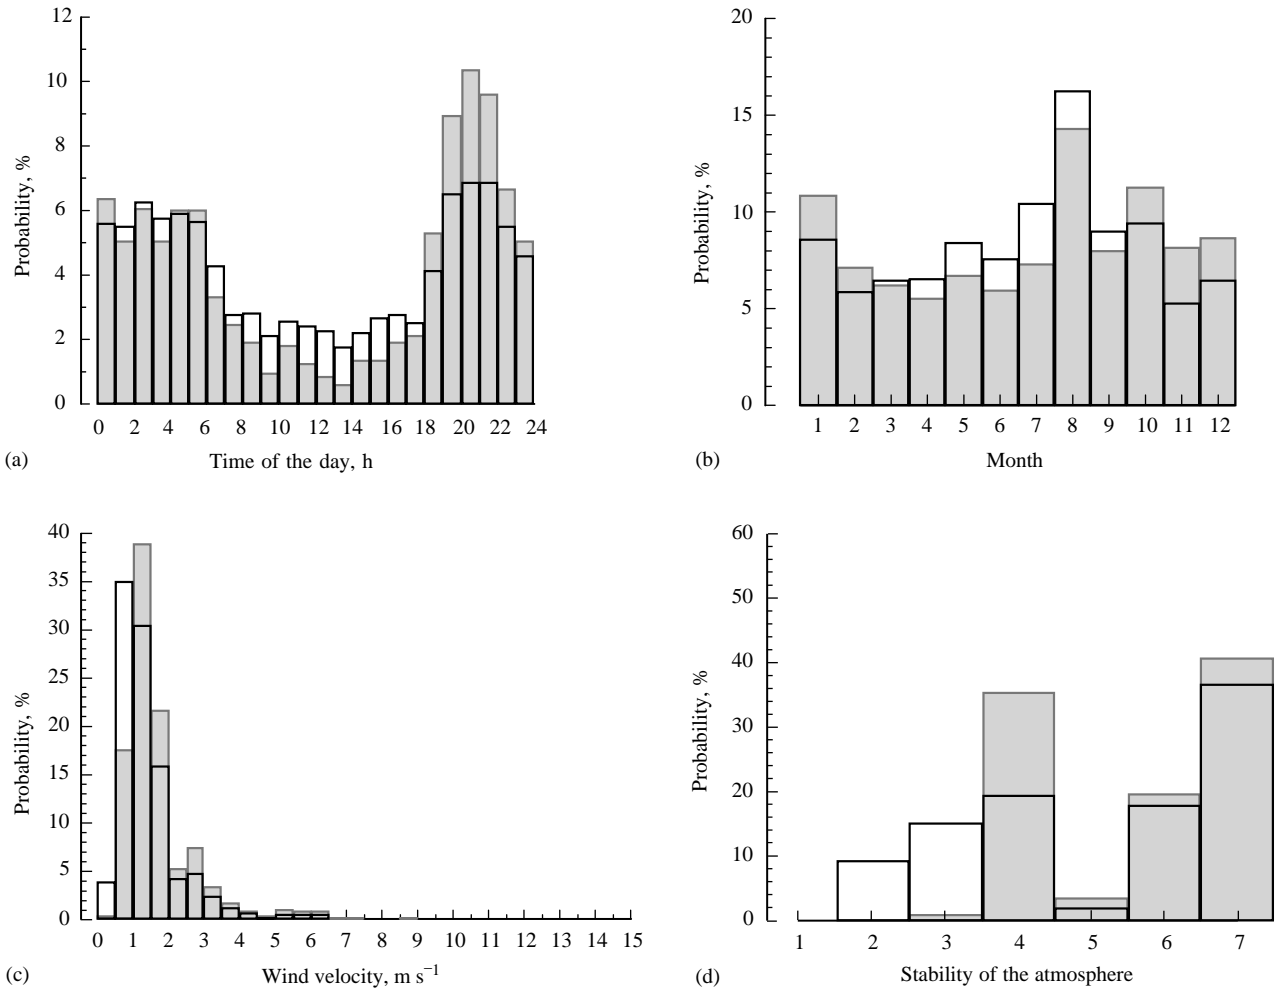 12
10
8
6
4
2
0
Probability, %
0 2 4 6 8 10 12 14 16 18 20 22 24
(a) Time of the day, h
20
15
10
5
0
Probability, %
1 2 3 4 5 6 7 8 9 10 11 12
(b) Month
40
35
30
25
20
15
10
5
0
Probability, %
0 1 2 3 4 5 6 7 8 9 10 11 12 13 14 15
(c) Wind velocity, m s⁻¹
60
50
40
30
20
10
0
Probability, %
1 2 3 4 5 6 7
(d) Stability of the atmosphere